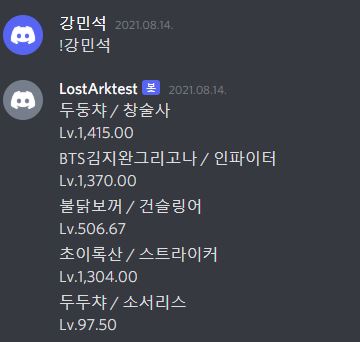 강민석 2021.08.14.
!강민석
LostArktest 봇 2021.08.14.
두둥챠 / 창술사
Lv.1,415.00
BTS김지완그리고나 / 인파이터
Lv.1,370.00
불닭보꺼 / 건슬링어
Lv.506.67
초이록산 / 스트라이커
Lv.1,304.00
두두챠 / 소서리스
Lv.97.50